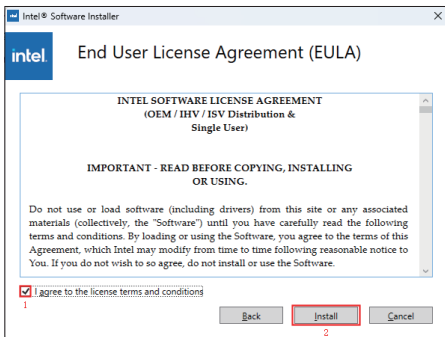 Intel® Software Installer
intel.
End User License Agreement (EULA)
INTEL SOFTWARE LICENSE AGREEMENT
(OEM / IHV / ISV Distribution &
Single User)
IMPORTANT - READ BEFORE COPYING, INSTALLING
OR USING.
Do not use or load software (including drivers) from this site or any associated
materials (collectively, the "Software") until you have carefully read the following
terms and conditions. By loading or using the Software, you agree to the terms of this
Agreement, which Intel may modify from time to time following reasonable notice to
You. If you do not wish to so agree, do not install or use the Software.
I agree to the license terms and conditions
1
Back Install Cancel
2